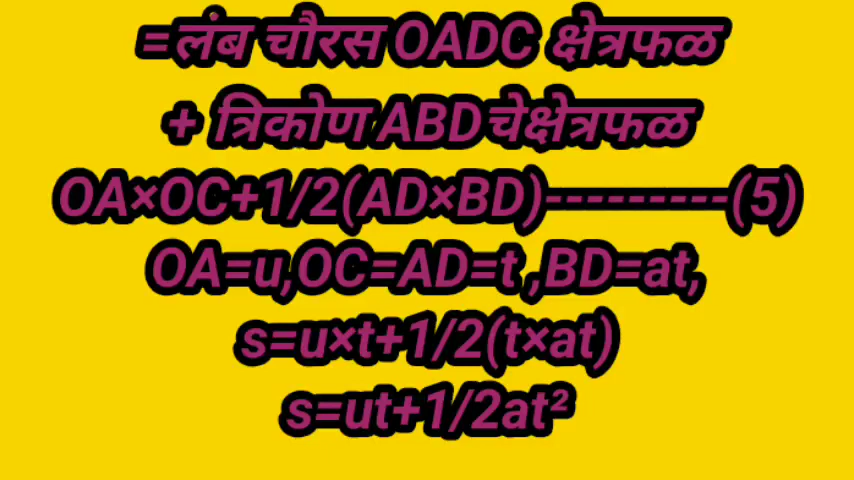 =लंब चौरस OADC क्षेत्रफळ
+ त्रिकोण ABDचेक्षेत्रफळ
OA×OC+1/2(AD×BD)---------(5)
OA=u,OC=AD=t ,BD=at,
s=u×t+1/2(t×at)
s=ut+1/2at²